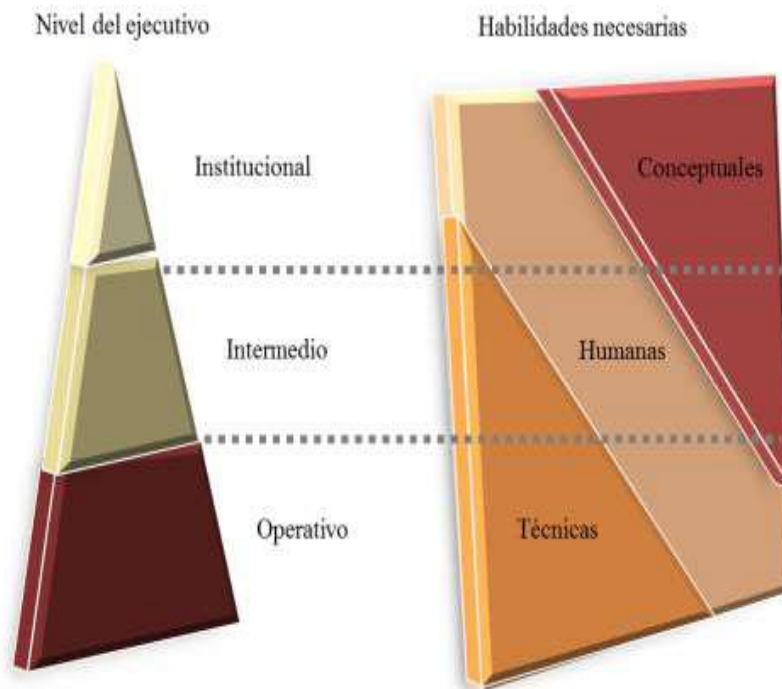 Nivel del ejecutivo
Habilidades necesarias
Institucional
Conceptuales
Intermedio
Humanas
Operativo
Técnicas